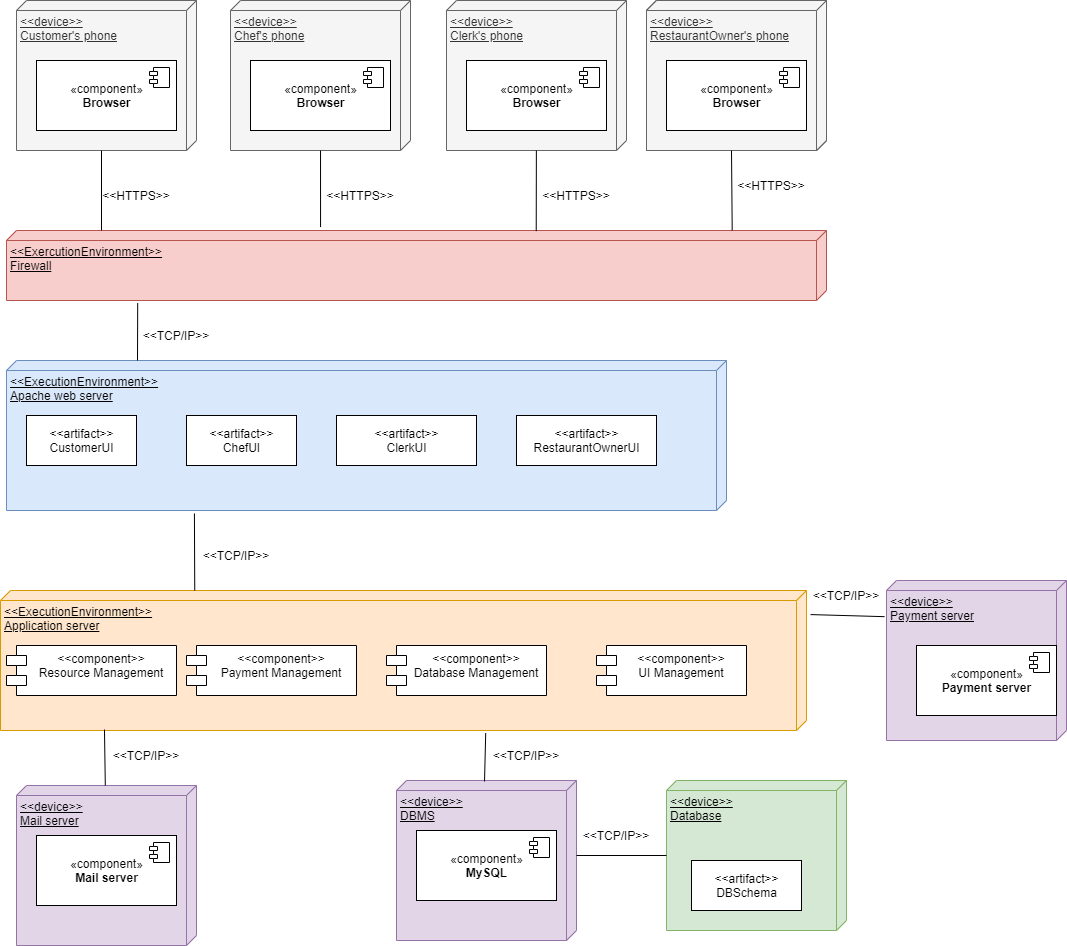 <<device>>
Customer's phone
«component»
Browser
<<device>>
Chef's phone
«component»
Browser
<<device>>
Clerk's phone
«component»
Browser
<<device>>
RestaurantOwner's phone
«component»
Browser
<<HTTPS>>
<<HTTPS>>
<<HTTPS>>
<<HTTPS>>
<<ExercutionEnvironment>>
Firewall
<<TCP/IP>>
<<ExecutionEnvironment>>
Apache web server
<<artifact>>
CustomerUI
<<artifact>>
ChefUI
<<artifact>>
ClerkUI
<<artifact>>
RestaurantOwnerUI
<<TCP/IP>>
<<ExecutionEnvironment>>
Application server
<<component>>
Resource Management
<<component>>
Payment Management
<<component>>
Database Management
<<component>>
UI Management
<<TCP/IP>>
<<device>>
Payment server
«component»
Payment server
<<TCP/IP>>
<<TCP/IP>>
<<device>>
Mail server
«component»
Mail server
<<device>>
DBMS
«component»
MySQL
<<TCP/IP>>
<<device>>
Database
<<artifact>>
DBSchema